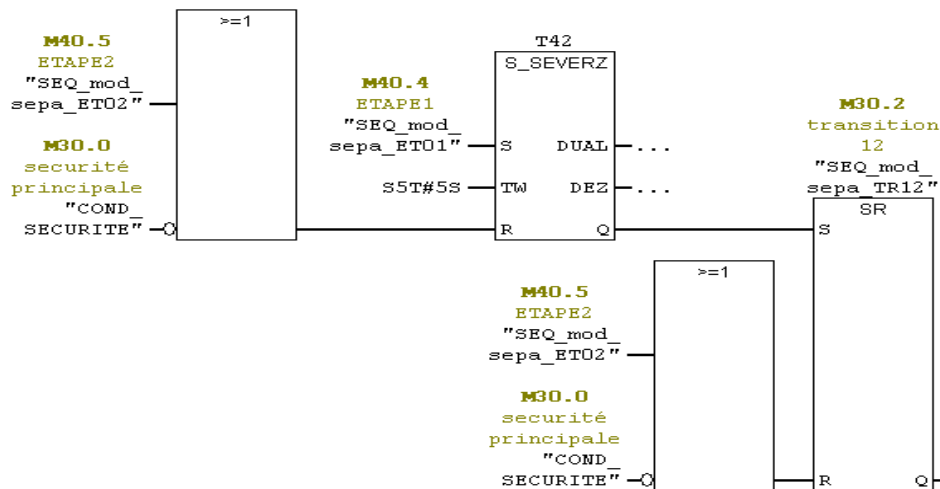 >=1
M40.5
ETAPE2
"SEQ_mod_
sepa_ET02"
M30.0
securité
principale
"COND_
SECURITE"
T42
S_SEVERZ
M40.4
ETAPE1
"SEQ_mod_
sepa_ET01"
S
DUAL
...
S5T#5S
TW
DEZ
...
R
Q
M30.2
transition
12
"SEQ_mod_
sepa_TR12"
SR
S
>=1
M40.5
ETAPE2
"SEQ_mod_
sepa_ET02"
M30.0
securité
principale
"COND_
SECURITE"
R
Q